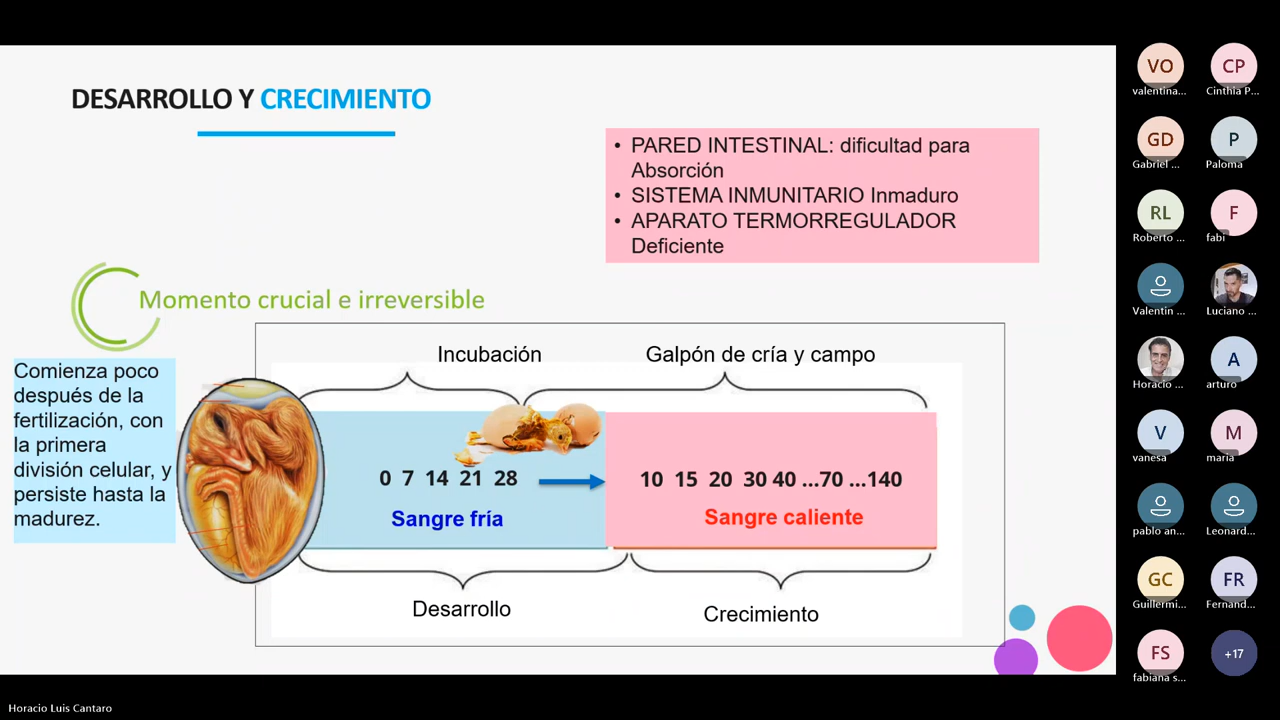 DESARROLLO Y CRECIMIENTO
• PARED INTESTINAL: dificultad para
Absorción
• SISTEMA INMUNITARIO Inmaduro
• APARATO TERMORREGULADOR
Deficiente
Momento crucial e irreversible
Comienza poco
después de la
fertilización, con
la primera
división celular, y
persiste hasta la
madurez.
Incubación
Galpón de cría y campo
0 7 14 21 28
10 15 20 30 40 ...70 ...140
Sangre fría
Sangre caliente
Desarrollo
Crecimiento
VO
valentina...
CP
Cinthia P...
GD
Gabriel ...
P
Paloma
RL
Roberto ...
F
fabi
Valentin ...
Luciano ...
Horacio ...
A
arturo
V
vanesa
M
maria
pablo an...
Leonard...
GC
Guillermi...
FR
Fernand...
FS
fabiana s...
+17
Horacio Luis Cantaro